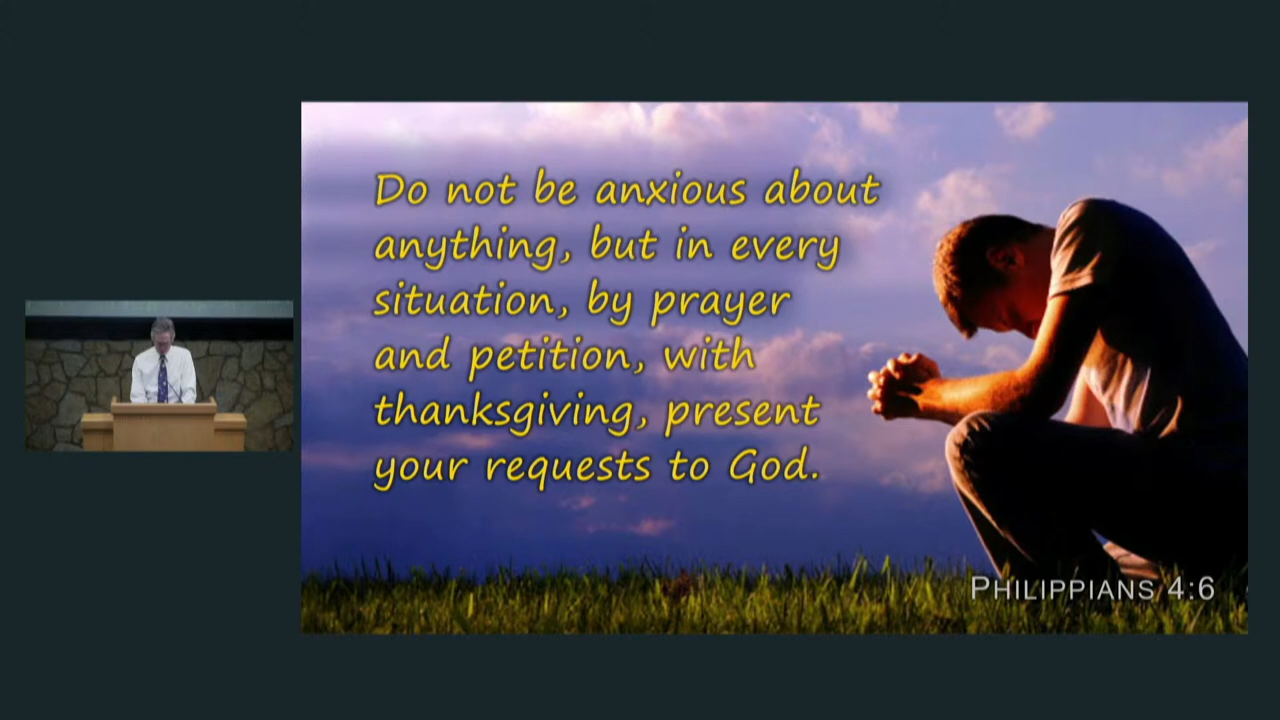 Do not be anxious about
anything, but in every
situation, by prayer
and petition, with
thanksgiving, present
your requests to God.
PHILIPPIANS 4:6